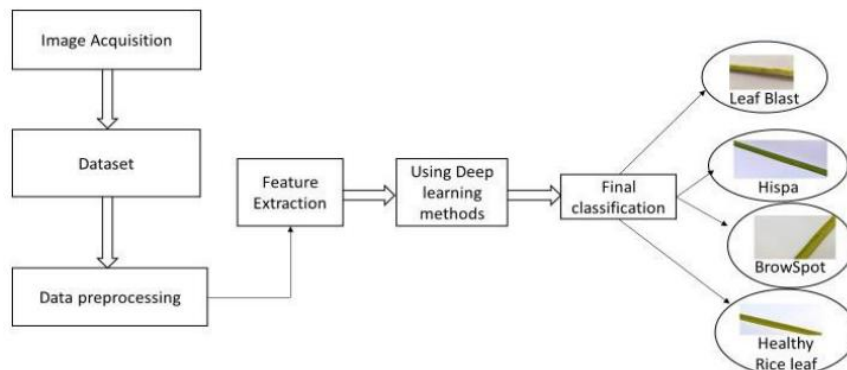 Image Acquisition
Dataset
Data preprocessing
Feature
Extraction
Using Deep
learning
methods
Final
classification
Leaf Blast
Hispa
BrowSpot
Healthy
Rice leaf